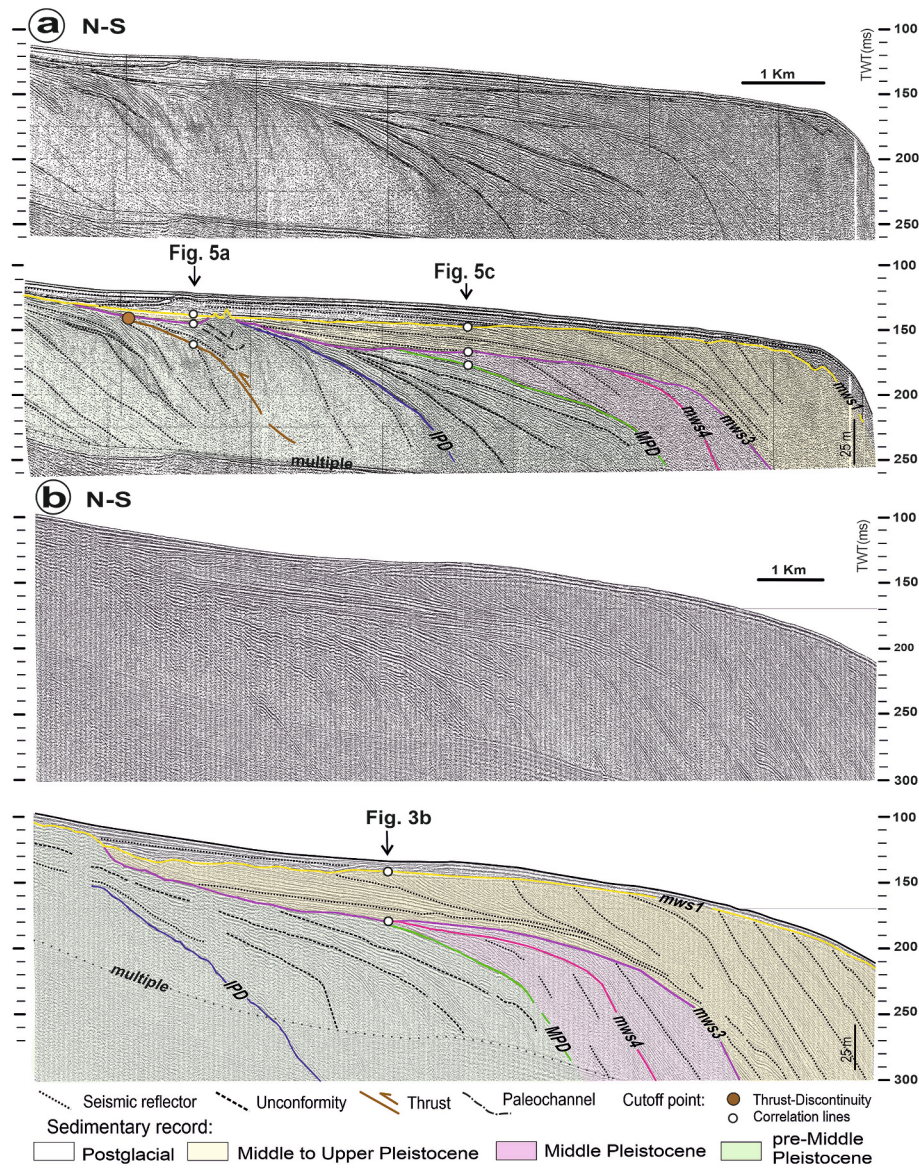 a N-S
100
150
200
250
TWT(ms)
1 Km
Fig. 5a
Fig. 5c
100
150
200
250
IPD
MPD
mws4
mws3
mws1
25 m
multiple
b N-S
100
150
200
250
300
TWT(ms)
1 Km
Fig. 3b
100
150
200
250
300
multiple
IPD
MPD
mws4
mws3
mws1
25 m
Seismic reflector Unconformity Thrust Paleochannel Cutoff point: Thrust-Discontinuity
Correlation lines
Sedimentary record:
Postglacial Middle to Upper Pleistocene Middle Pleistocene pre-Middle
Pleistocene